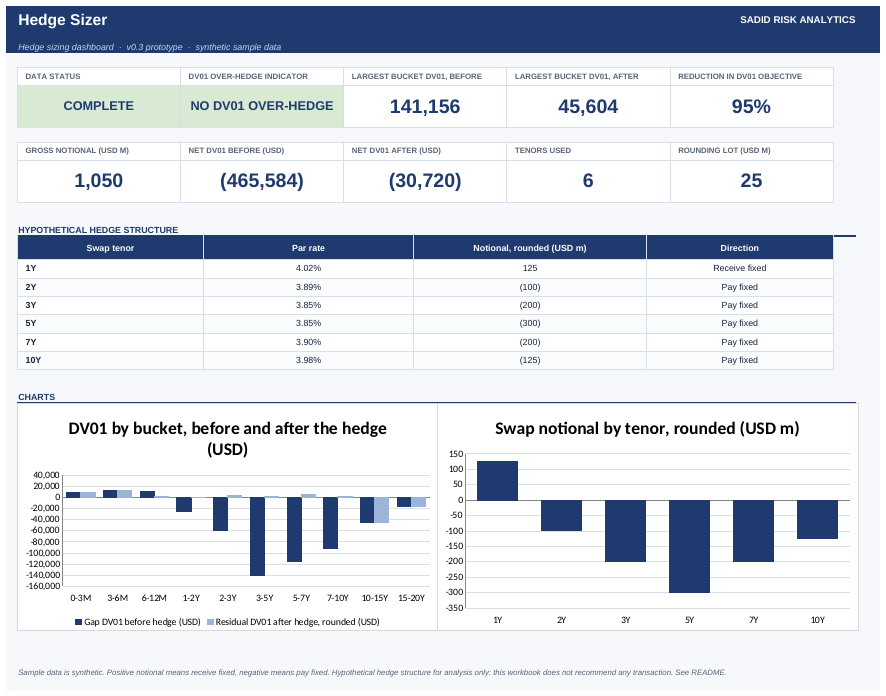 Hedge Sizer
SADID RISK ANALYTICS
Hedge sizing dashboard · v0.3 prototype · synthetic sample data
DATA STATUS DV01 OVER-HEDGE INDICATOR LARGEST BUCKET DV01, BEFORE LARGEST BUCKET DV01, AFTER REDUCTION IN DV01 OBJECTIVE
COMPLETE NO DV01 OVER-HEDGE 141,156 45,604 95%
GROSS NOTIONAL (USD M) NET DV01 BEFORE (USD) NET DV01 AFTER (USD) TENORS USED ROUNDING LOT (USD M)
1,050 (465,584) (30,720) 6 25
HYPOTHETICAL HEDGE STRUCTURE
Swap tenor Par rate Notional, rounded (USD m) Direction
1Y 4.02% 125 Receive fixed
2Y 3.89% (100) Pay fixed
3Y 3.85% (200) Pay fixed
5Y 3.85% (300) Pay fixed
7Y 3.90% (200) Pay fixed
10Y 3.98% (125) Pay fixed
CHARTS
DV01 by bucket, before and after the hedge
(USD)
40,000
20,000
0
-20,000
-40,000
-60,000
-80,000
-100,000
-120,000
-140,000
-160,000
0-3M 3-6M 6-12M 1-2Y 2-3Y 3-5Y 5-7Y 7-10Y 10-15Y 15-20Y
Gap DV01 before hedge (USD) Residual DV01 after hedge, rounded (USD)
Swap notional by tenor, rounded (USD m)
150
100
50
0
-50
-100
-150
-200
-250
-300
-350
1Y 2Y 3Y 5Y 7Y 10Y
Sample data is synthetic. Positive notional means receive fixed, negative means pay fixed. Hypothetical hedge structure for analysis only: this workbook does not recommend any transaction. See README.